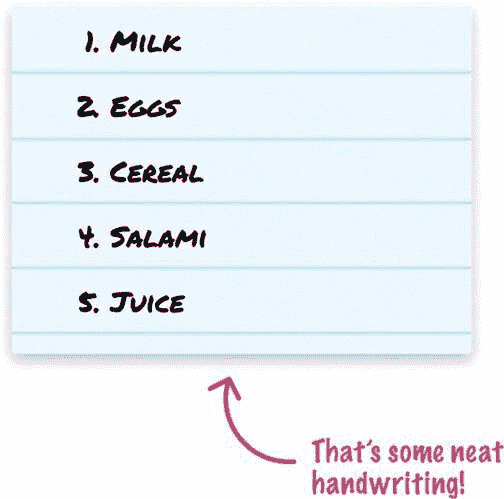 1. Milk
2. Eggs
3. Cereal
4. Salami
5. Juice
That's some neat
handwriting!